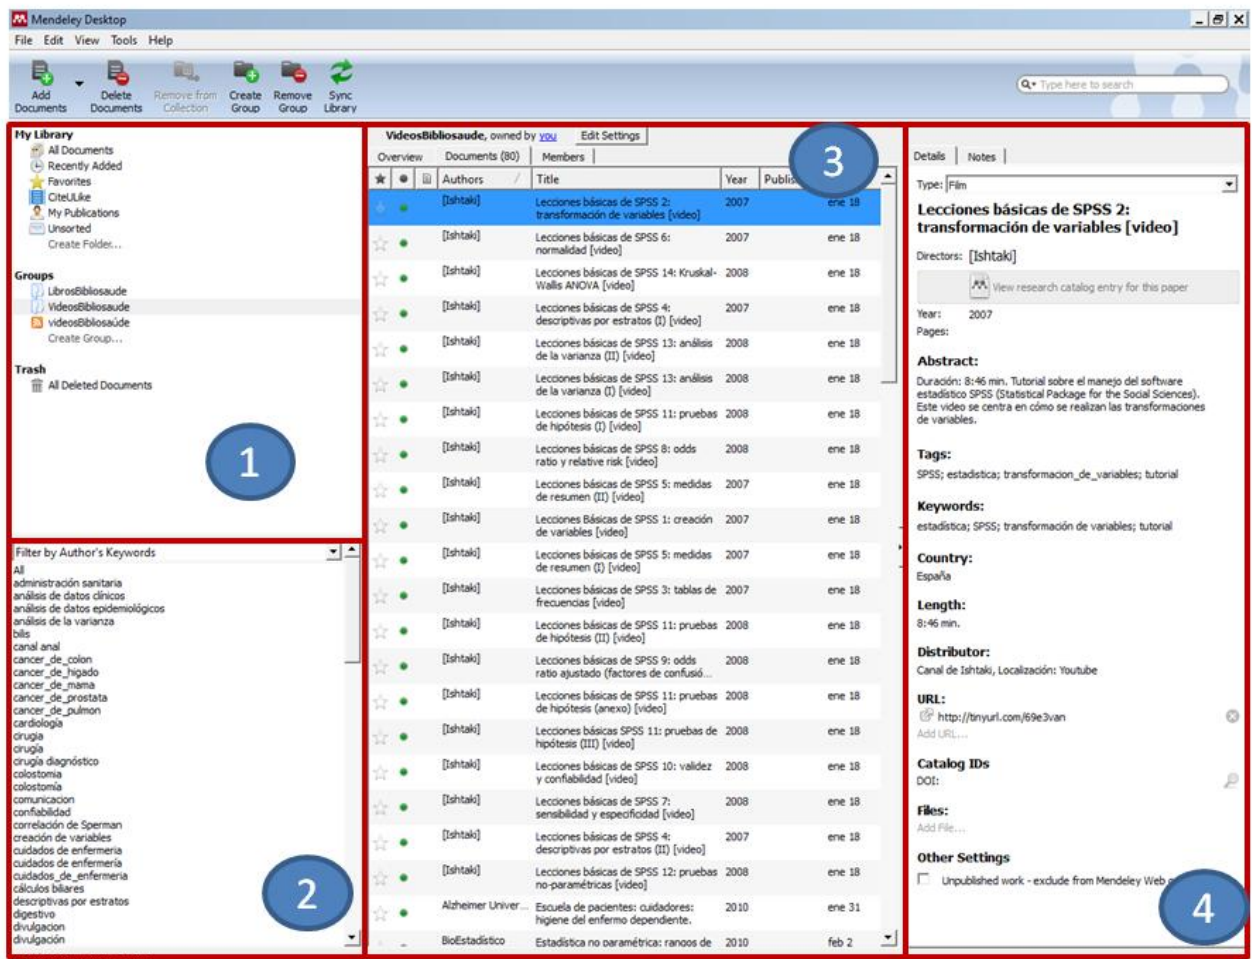 Mendeley Desktop
File Edit View Tools Help
Add Documents
Delete Documents
Remove from Collection
Create Group
Remove Group
Sync Library
Type here to search
My Library
All Documents
Recently Added
Favorites
CiteULike
My Publications
Unsorted
Create Folder...
Groups
LibrosBibliosaude
VideosBibliosaude
videosBibliosaúde
Create Group...
Trash
All Deleted Documents
1
Filter by Author's Keywords
All
administración sanitaria
análisis de datos clínicos
análisis de datos epidemiológicos
análisis de la varianza
bilis
canal anal
cancer_de_colon
cancer_de_higado
cancer_de_mama
cancer_de_prostata
cancer_de_pulmon
cardiología
cirugia
cirugía
cirugía diagnóstico
colostomia
colostomía
comunicacion
confiabilidad
correlación de Sperman
creación de variables
cuidados de enfermeria
cuidados de enfermería
cuidados_de_enfermeria
cálculos biliares
descriptivas por estratos
digestivo
divulgacion
divulgación
2
VideosBibliosaude, owned by you Edit Settings
Overview Documents (80) Members
3
Authors Title Year Publis
[Ishtaki] Lecciones básicas de SPSS 2: 2007 ene 18
transformación de variables [video]
[Ishtaki] Lecciones básicas de SPSS 6: 2007 ene 18
normalidad [video]
[Ishtaki] Lecciones básicas de SPSS 14: Kruskal- 2008 ene 18
Wallis ANOVA [video]
[Ishtaki] Lecciones básicas de SPSS 4: 2007 ene 18
descriptivas por estratos (I) [video]
[Ishtaki] Lecciones básicas de SPSS 13: análisis 2008 ene 18
de la varianza (II) [video]
[Ishtaki] Lecciones básicas de SPSS 13: análisis 2008 ene 18
de la varianza (I) [video]
[Ishtaki] Lecciones básicas de SPSS 11: pruebas 2008 ene 18
de hipótesis (I) [video]
[Ishtaki] Lecciones básicas de SPSS 8: odds 2008 ene 18
ratio y relative risk [video]
[Ishtaki] Lecciones básicas de SPSS 5: medidas 2007 ene 18
de resumen (II) [video]
[Ishtaki] Lecciones Básicas de SPSS 1: creación 2007 ene 18
de variables [video]
[Ishtaki] Lecciones básicas de SPSS 5: medidas 2007 ene 18
de resumen (I) [video]
[Ishtaki] Lecciones básicas de SPSS 3: tablas de 2007 ene 18
frecuencias [video]
[Ishtaki] Lecciones básicas de SPSS 11: pruebas 2008 ene 18
de hipótesis (II) [video]
[Ishtaki] Lecciones básicas de SPSS 9: odds 2008 ene 18
ratio ajustado (factores de confusió...
[Ishtaki] Lecciones básicas de SPSS 11: pruebas 2008 ene 18
de hipótesis (anexo) [video]
[Ishtaki] Lecciones básicas SPSS 11: pruebas de 2008 ene 18
hipótesis (III) [video]
[Ishtaki] Lecciones básicas de SPSS 10: validez 2008 ene 18
y confiabilidad [video]
[Ishtaki] Lecciones básicas de SPSS 7: 2008 ene 18
sensibilidad y especificidad [video]
[Ishtaki] Lecciones básicas de SPSS 4: 2007 ene 18
descriptivas por estratos (II) [video]
[Ishtaki] Lecciones básicas de SPSS 12: pruebas 2008 ene 18
no-paramétricas [video]
Alzheimer Univer... Escuela de pacientes: cuidadores: 2010 ene 31
higiene del enfermo dependiente.
BioEstadístico Estadística no paramétrica: rangos de 2010 feb 2
Details Notes
Type: Film
Lecciones básicas de SPSS 2:
transformación de variables [video]
Directors: [Ishtaki]
View research catalog entry for this paper
Year: 2007
Pages:
Abstract:
Duración: 8:46 min. Tutorial sobre el manejo del software
estadístico SPSS (Statistical Package for the Social Sciences).
Este video se centra en cómo se realizan las transformaciones
de variables.
Tags:
SPSS; estadistica; transformacion_de_variables; tutorial
Keywords:
estadística; SPSS; transformación de variables; tutorial
Country:
España
Length:
8:46 min.
Distributor:
Canal de Ishtaki, Localización: Youtube
URL:
http://tinyurl.com/69e3van
Add URL...
Catalog IDs
DOI:
Files:
Add File...
Other Settings
Unpublished work - exclude from Mendeley Web
4